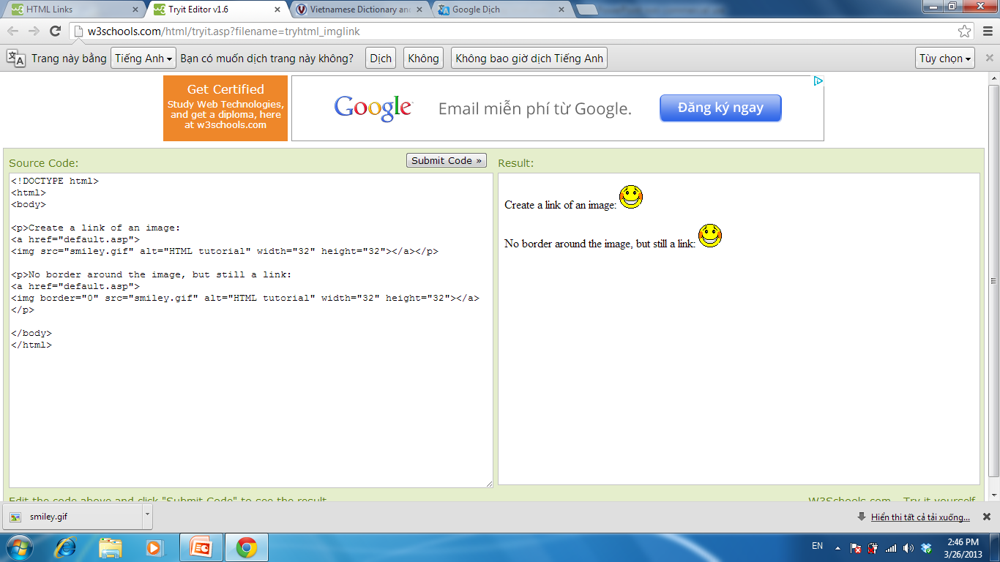 HTML Links
Tryit Editor v1.6
Vietnamese Dictionary and
Google Dịch
w3schools.com/html/tryit.asp?filename=tryhtml_imglink
Trang này bằng Tiếng Anh Bạn có muốn dịch trang này không? Dịch Không Không bao giờ dịch Tiếng Anh Tùy chọn
Get Certified
Study Web Technologies,
and get a diploma, here
at w3schools.com
Google Email miễn phí từ Google. Đăng ký ngay
Source Code: Submit Code »
<!DOCTYPE html>
<html>
<body>
<p>Create a link of an image:
<a href="default.asp">
<img src="smiley.gif" alt="HTML tutorial" width="32" height="32"></a></p>
<p>No border around the image, but still a link:
<a href="default.asp">
<img border="0" src="smiley.gif" alt="HTML tutorial" width="32" height="32"></a>
</p>
</body>
</html>
Result:
Create a link of an image:
No border around the image, but still a link:
Edit the code above and click "Submit Code" to see the result.
W3Schools.com - Try it yourself
smiley.gif
Hiển thị tất cả tải xuống...
EN
2:46 PM
3/26/2013